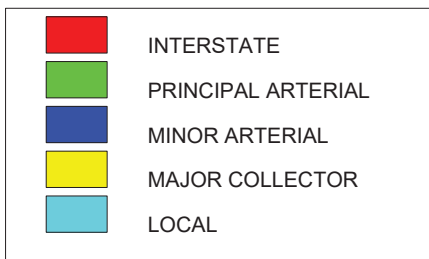 INTERSTATE
PRINCIPAL ARTERIAL
MINOR ARTERIAL
MAJOR COLLECTOR
LOCAL